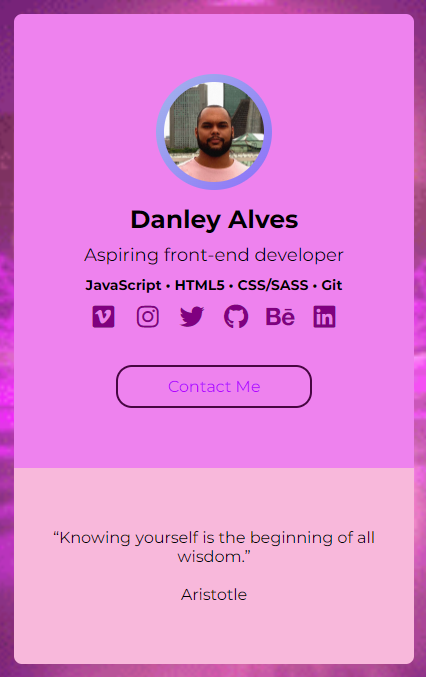 Danley Alves
Aspiring front-end developer
JavaScript • HTML5 • CSS/SASS • Git
Bē in
Contact Me
“Knowing yourself is the beginning of all
wisdom.”
Aristotle